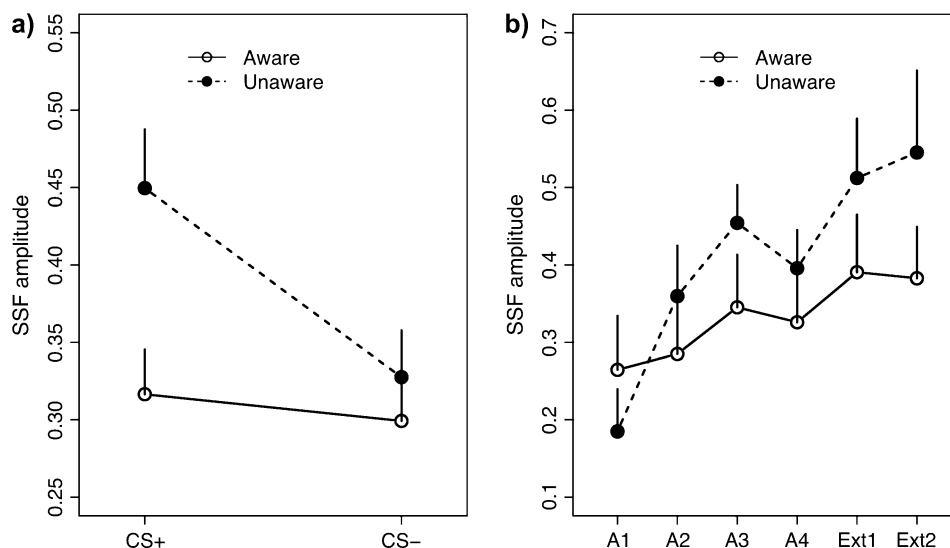 a)
SSF amplitude
0.55
0.50
0.45
0.40
0.35
0.30
0.25
Aware
Unaware
CS+
CS−
b)
SSF amplitude
0.7
0.6
0.5
0.4
0.3
0.2
0.1
Aware
Unaware
A1
A2
A3
A4
Ext1
Ext2